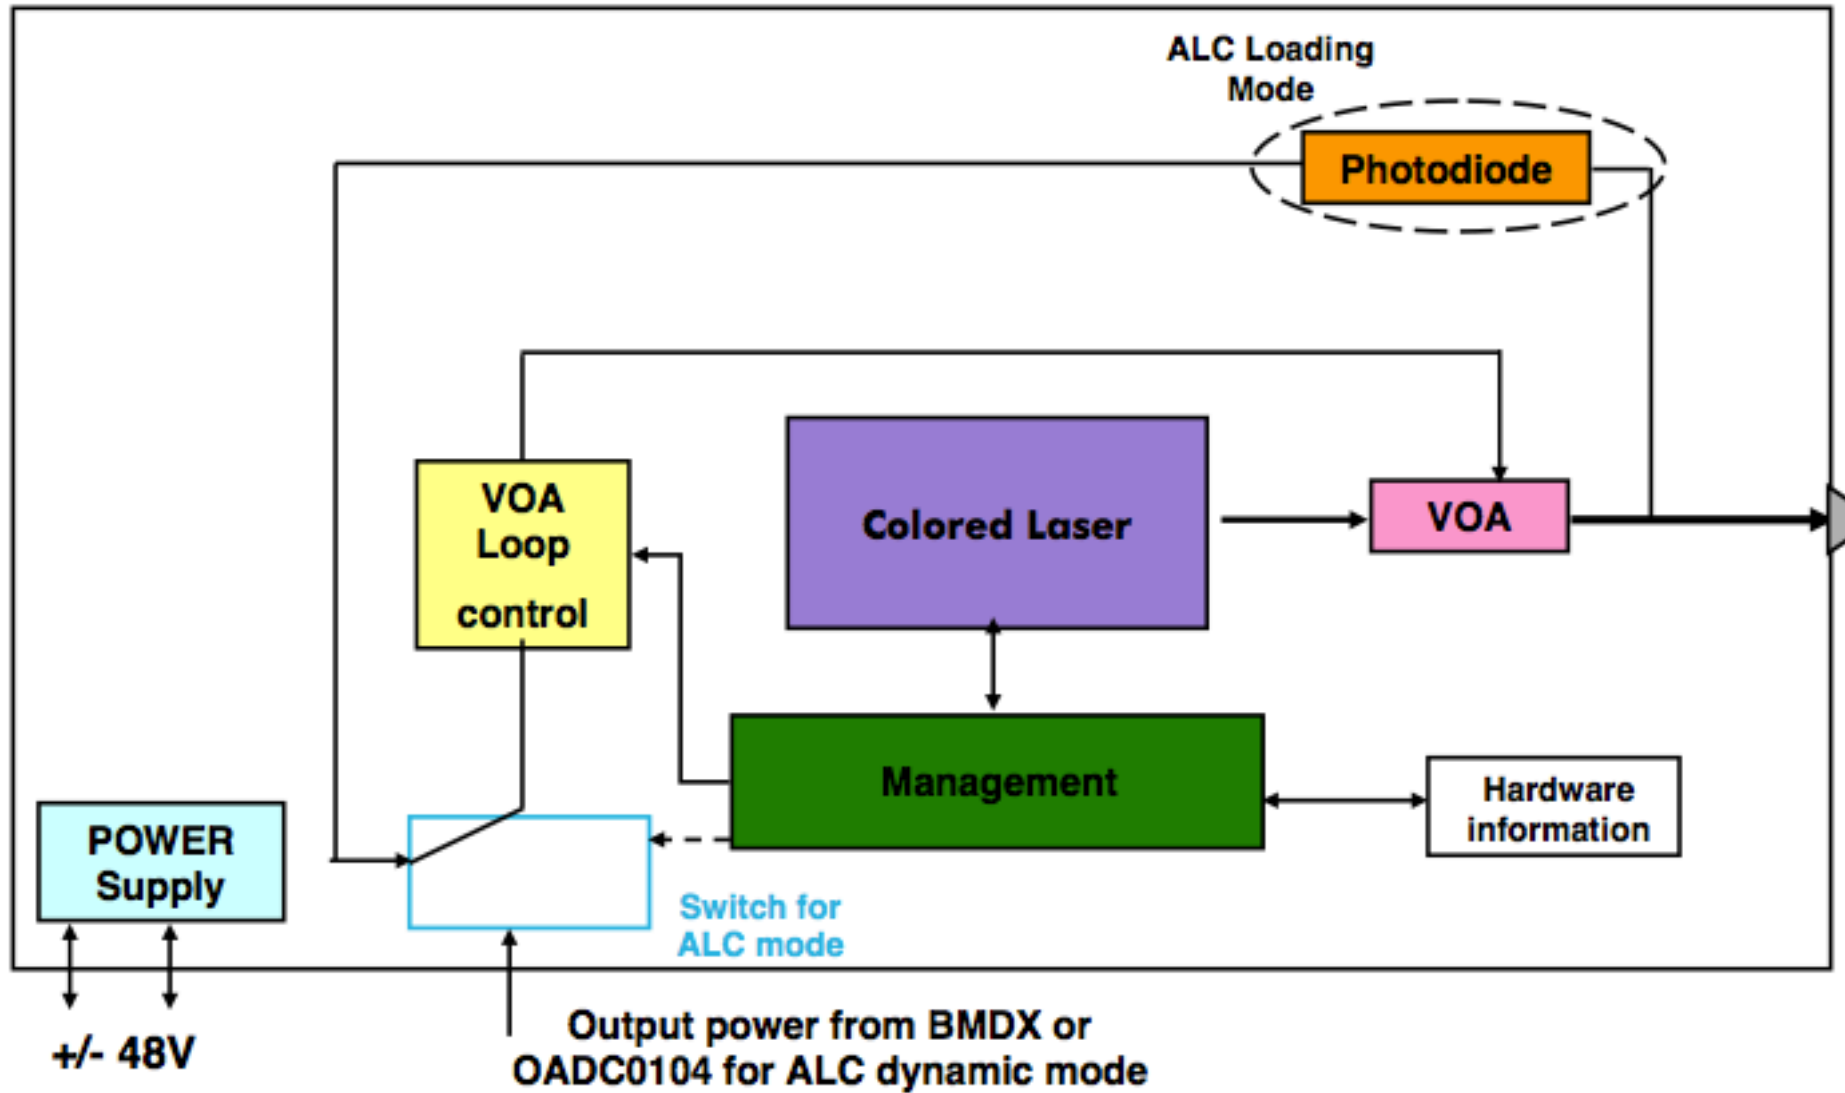 ALC Loading
Mode
Photodiode
VOA
Loop
control
Colored Laser
VOA
Management
Hardware
information
POWER
Supply
Switch for
ALC mode
+/- 48V
Output power from BMDX or
OADC0104 for ALC dynamic mode